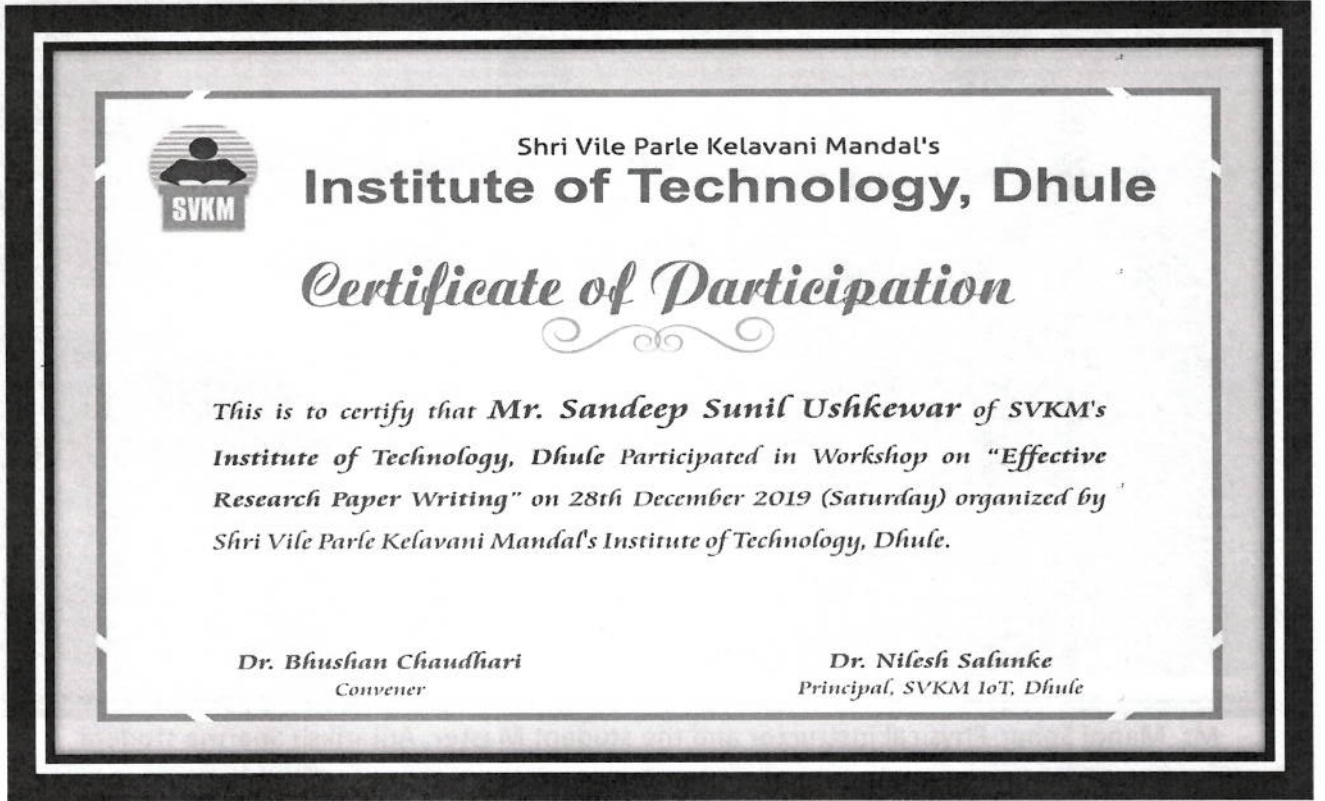 SVKM
Shri Vile Parle Kelavani Mandal's
Institute of Technology, Dhule
Certificate of Participation
This is to certify that Mr. Sandeep Sunil Ushkewar of SVKM's
Institute of Technology, Dhule Participated in Workshop on "Effective
Research Paper Writing" on 28th December 2019 (Saturday) organized by
Shri Vile Parle Kelavani Mandal's Institute of Technology, Dhule.
Dr. Bhushan Chaudhari
Convener
Dr. Nilesh Salunke
Principal, SVKM IoT, Dhule